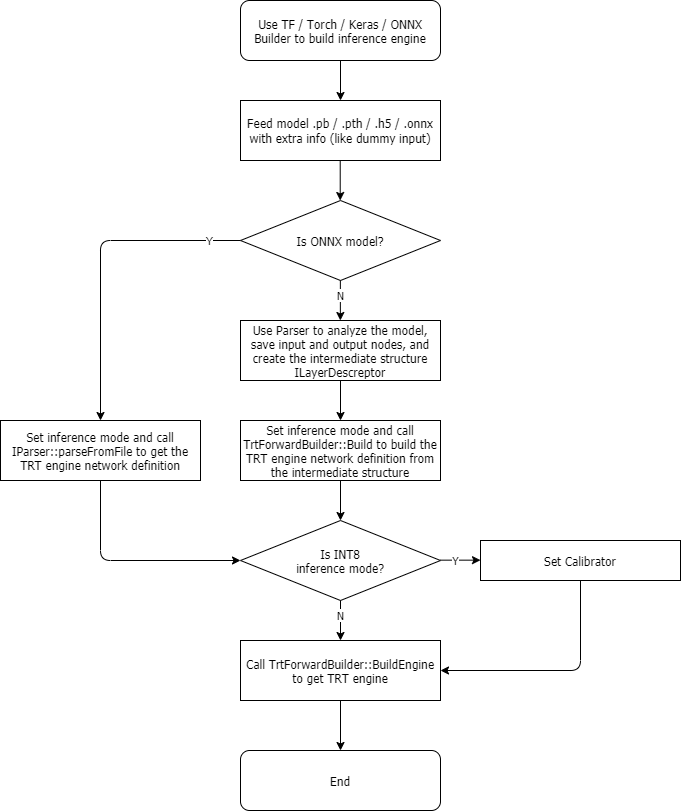 Use TF / Torch / Keras / ONNX
Builder to build inference engine
Feed model .pb / .pth / .h5 / .onnx
with extra info (like dummy input)
Is ONNX model?
Y
N
Use Parser to analyze the model,
save input and output nodes, and
create the intermediate structure
ILayerDescreptor
Set inference mode and call
IParser::parseFromFile to get the
TRT engine network definition
Set inference mode and call
TrtForwardBuilder::Build to build the
TRT engine network definition from
the intermediate structure
Is INT8
inference mode?
Y
Set Calibrator
N
Call TrtForwardBuilder::BuildEngine
to get TRT engine
End